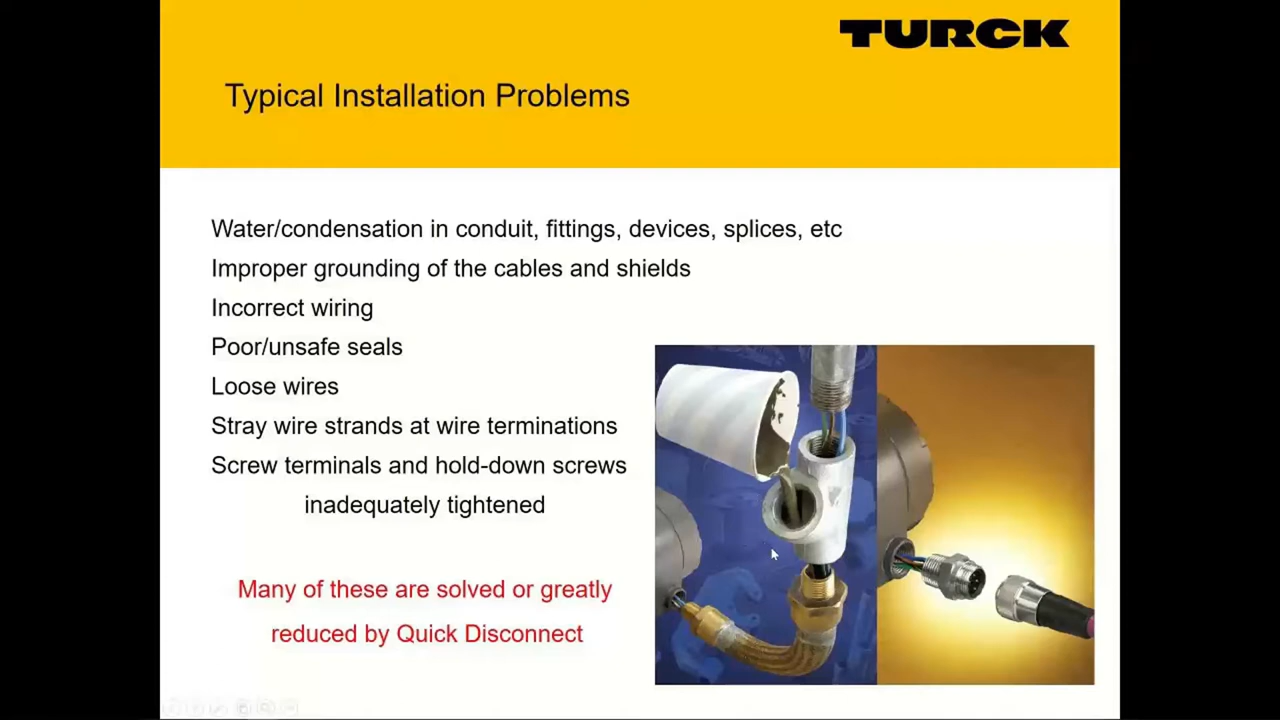 TURCK
Typical Installation Problems
Water/condensation in conduit, fittings, devices, splices, etc
Improper grounding of the cables and shields
Incorrect wiring
Poor/unsafe seals
Loose wires
Stray wire strands at wire terminations
Screw terminals and hold-down screws
inadequately tightened
Many of these are solved or greatly
reduced by Quick Disconnect